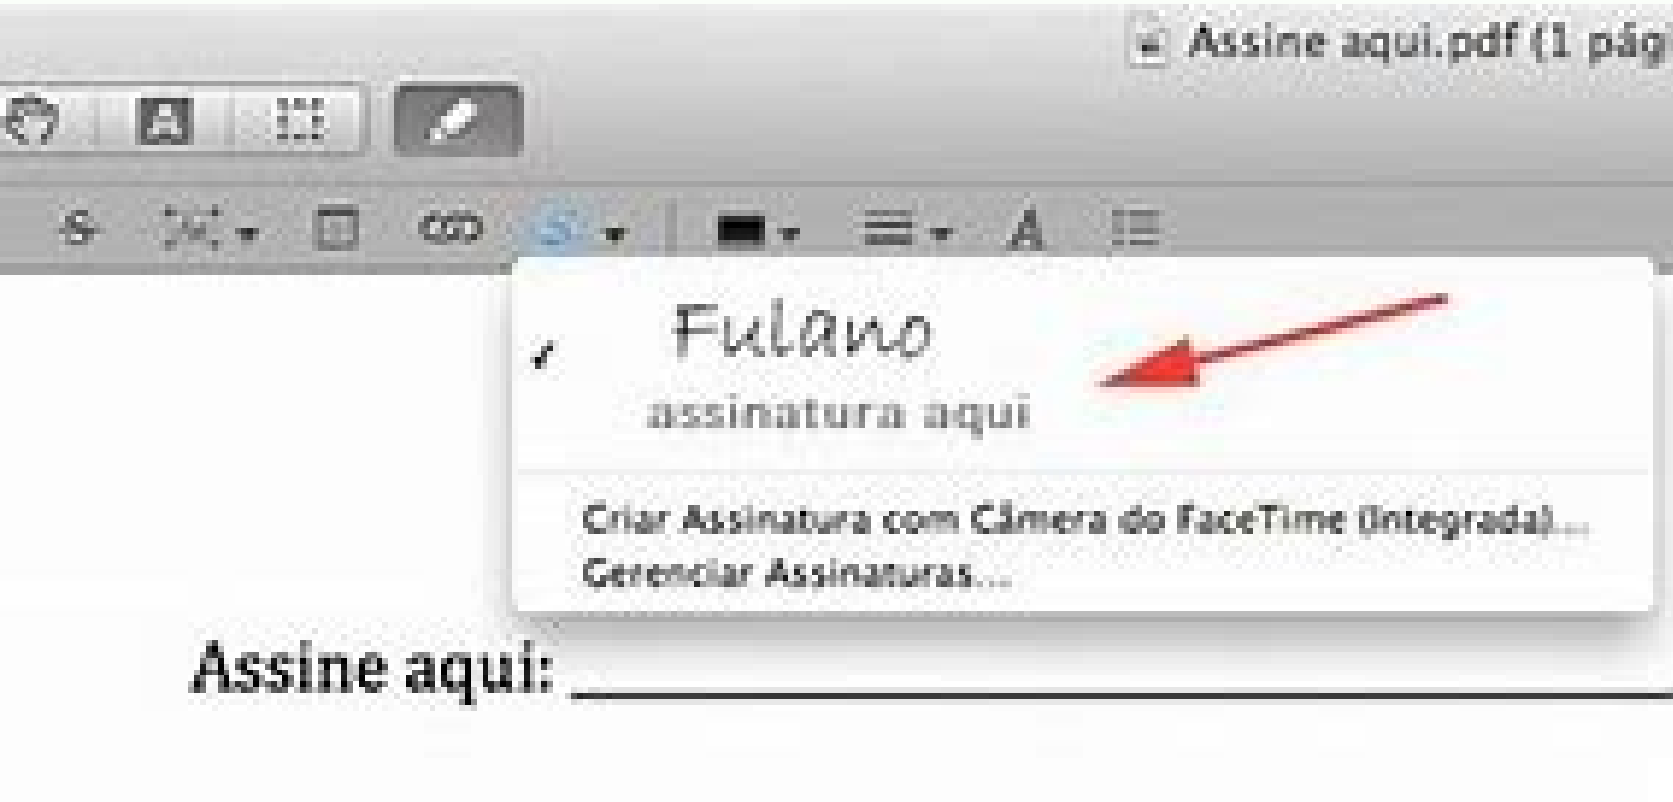 Assine aqui.pdf (1 pág
Fulano
assinatura aqui
Criar Assinatura com Câmera do FaceTime (Integrada)...
Gerenciar Assinaturas...
Assine aqui: